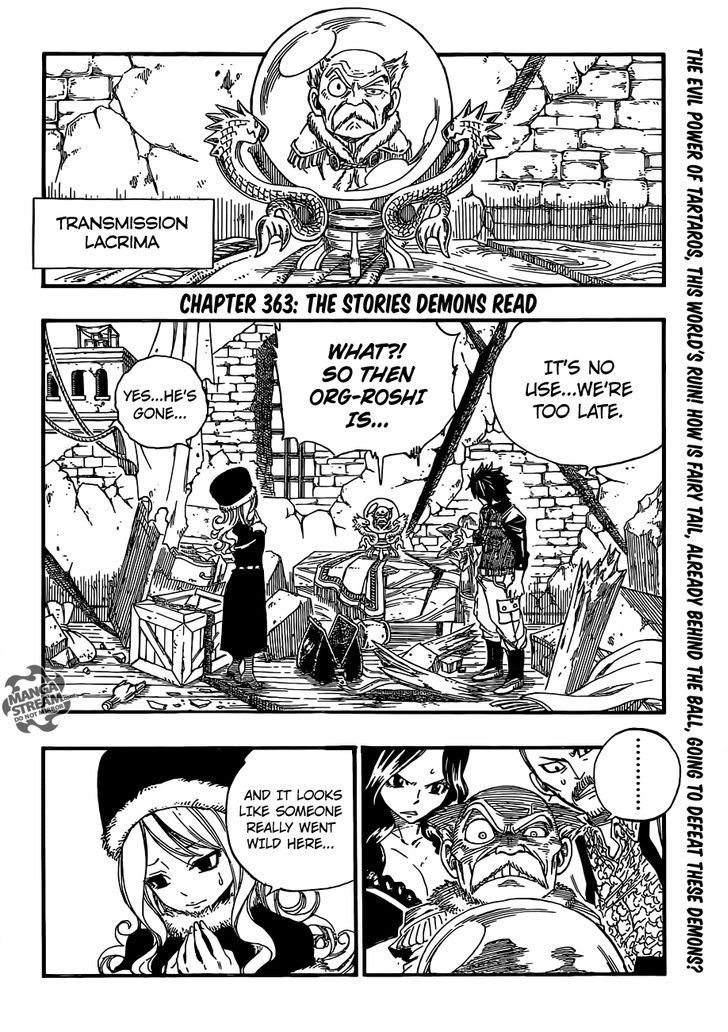 TRANSMISSION
LACRIMA
CHAPTER 363: THE STORIES DEMONS READ
IT'S NO
USE...WE'RE
TOO LATE.
WHAT?!
SO THEN
ORG-ROSHI
IS...
YES...HE'S
GONE...
.........
AND IT LOOKS
LIKE SOMEONE
REALLY WENT
WILD HERE...
THE EVIL POWER OF TARTAROS, THIS WORLD'S RUIN! HOW IS FAIRY TAIL, ALREADY BEHIND THE BALL, GOING TO DEFEAT THESE DEMONS?
MANGA
STREAM
DO NOT MIRROR